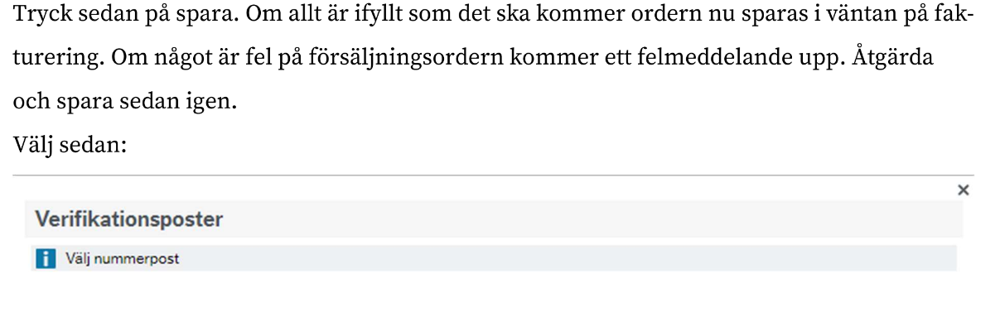 Tryck sedan på spara. Om allt är ifyllt som det ska kommer ordern nu sparas i väntan på fak-
turering. Om något är fel på försäljningsordern kommer ett felmeddelande upp. Åtgärda
och spara sedan igen.
Välj sedan:
×
Verifikationsposter
i Välj nummerpost